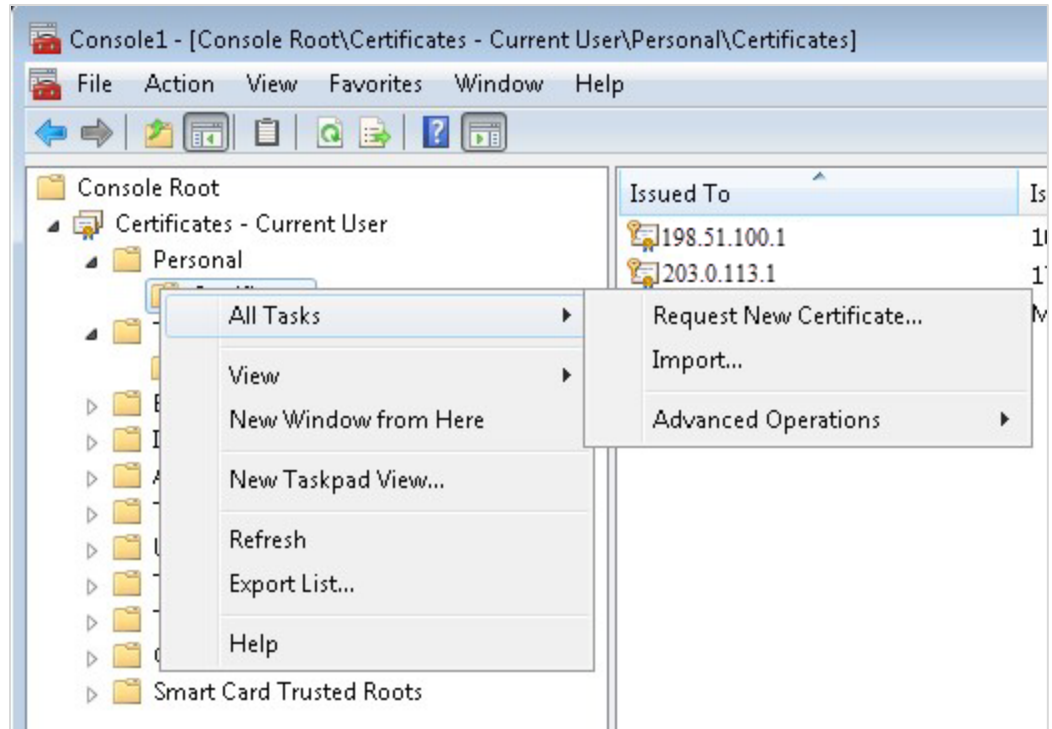 Console1 - [Console Root\Certificates - Current User\Personal\Certificates]
File Action View Favorites Window Help
Console Root
Certificates - Current User
Personal
Smart Card Trusted Roots
All Tasks
View
New Window from Here
New Taskpad View...
Refresh
Export List...
Help
Request New Certificate...
Import...
Advanced Operations
Issued To
198.51.100.1
203.0.113.1